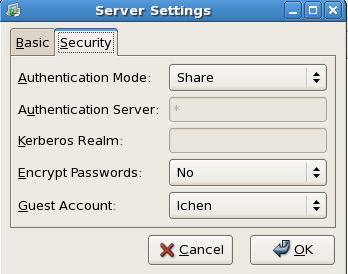 Server Settings
Basic Security
Authentication Mode: Share
Authentication Server: *
Kerberos Realm:
Encrypt Passwords: No
Guest Account: lchen
Cancel OK